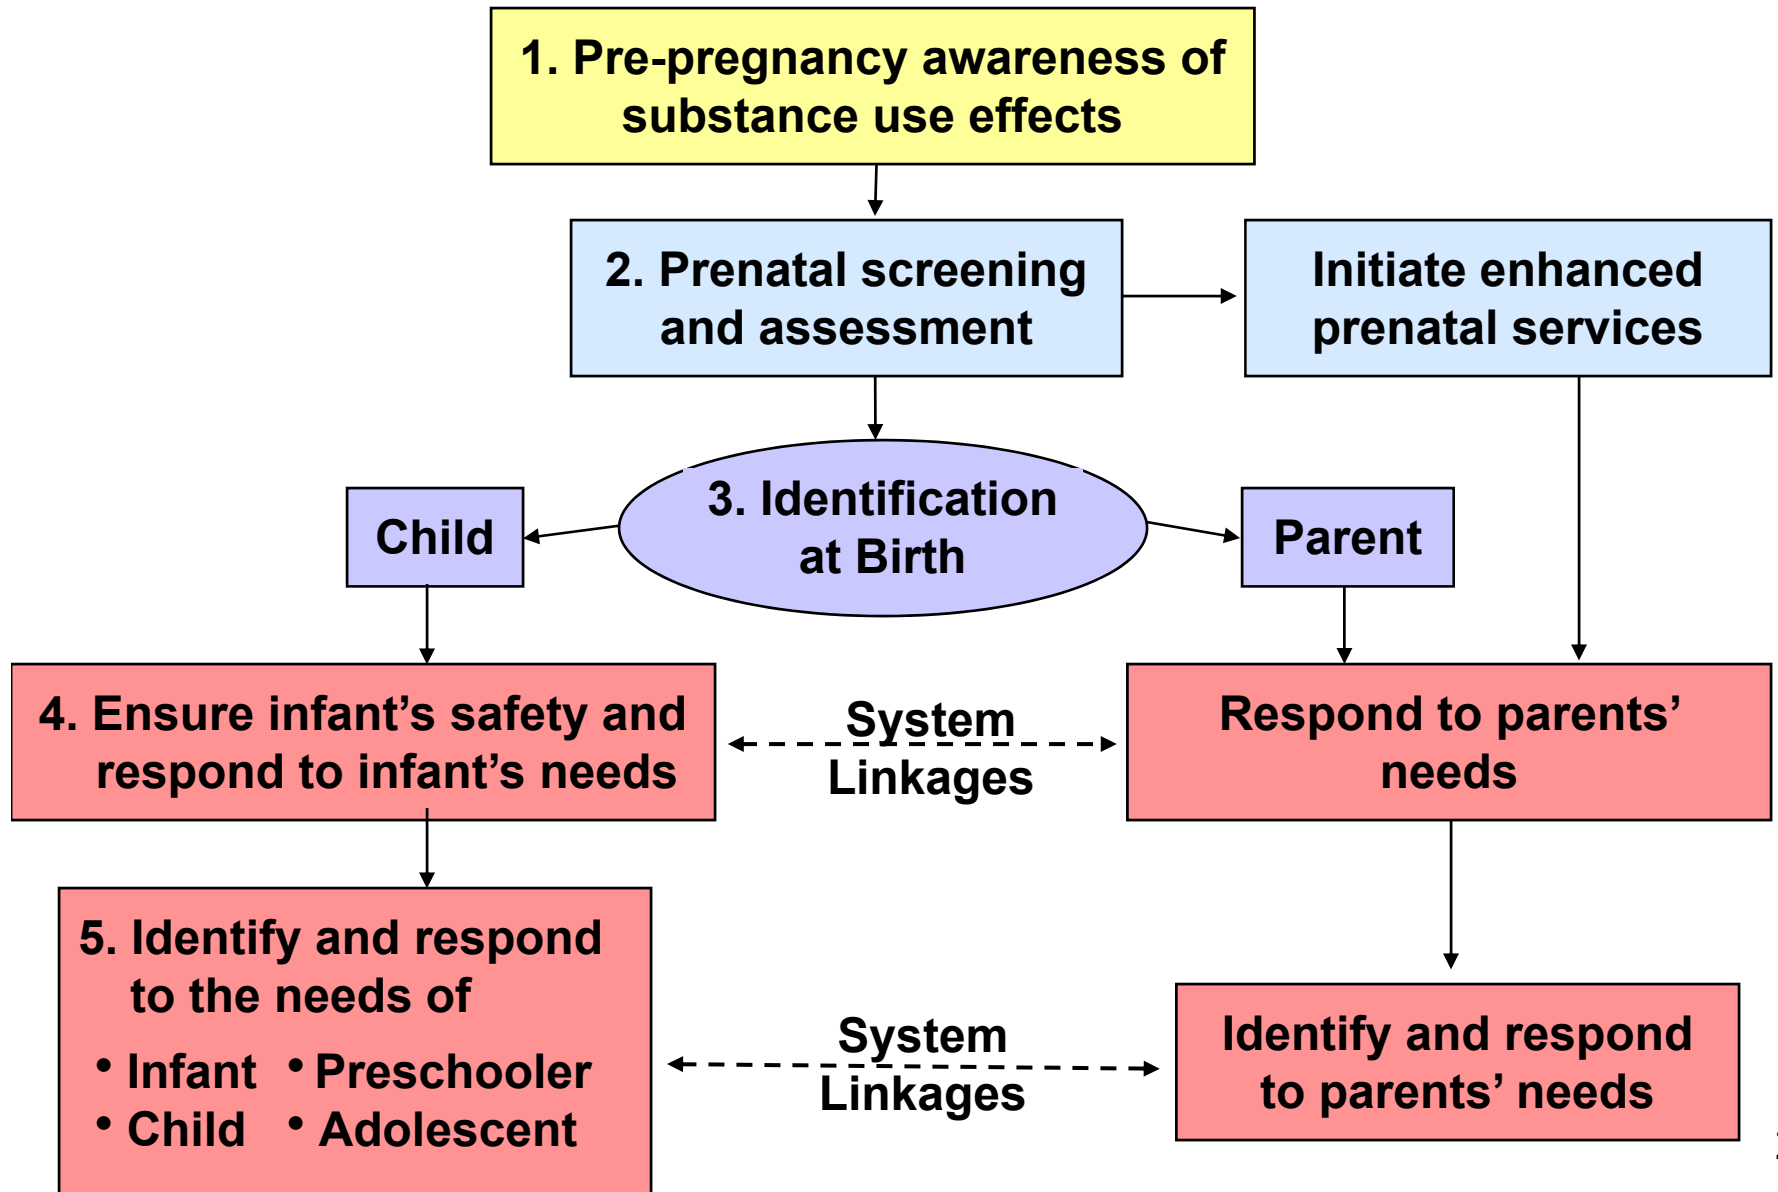 1. Pre-pregnancy awareness of
substance use effects
2. Prenatal screening
and assessment
Initiate enhanced
prenatal services
3. Identification
at Birth
Child
Parent
4. Ensure infant’s safety and
respond to infant’s needs
System
Linkages
Respond to parents’
needs
5. Identify and respond
to the needs of
• Infant • Preschooler
• Child • Adolescent
System
Linkages
Identify and respond
to parents’ needs